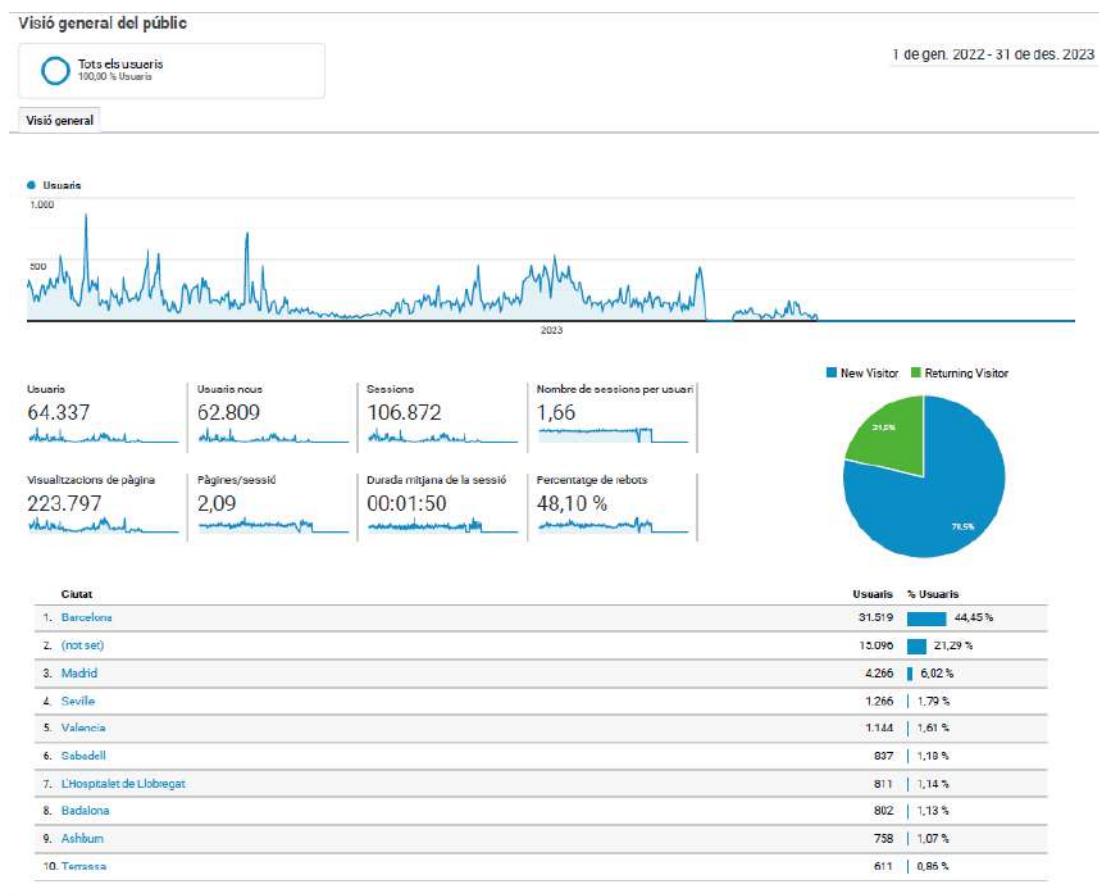 Visió general del públic
Tots els usuaris
100,00 % Usuaris
1 de gen. 2022 - 31 de des. 2023
Visió general
Usuaris
1.000
500
2023
New Visitor Returning Visitor
Usuaris Usuaris nous Sessions Nombre de sessions per usuari
64.337 62.809 106.872 1,66
21,5%
78,5%
Visualitzacions de pàgina Pàgines/sessió Durada mitjana de la sessió Percentatge de rebots
223.797 2,09 00:01:50 48,10 %
Ciutat Usuaris % Usuaris
1. Barcelona 31.519 44,45 %
2. (not set) 15.096 21,29 %
3. Madrid 4.266 6,02 %
4. Seville 1.266 1,79 %
5. Valencia 1.144 1,61 %
6. Sabadell 837 1,18 %
7. L'Hospitalet de Llobregat 811 1,14 %
8. Badalona 802 1,13 %
9. Ashburn 758 1,07 %
10. Terrassa 611 0,86 %